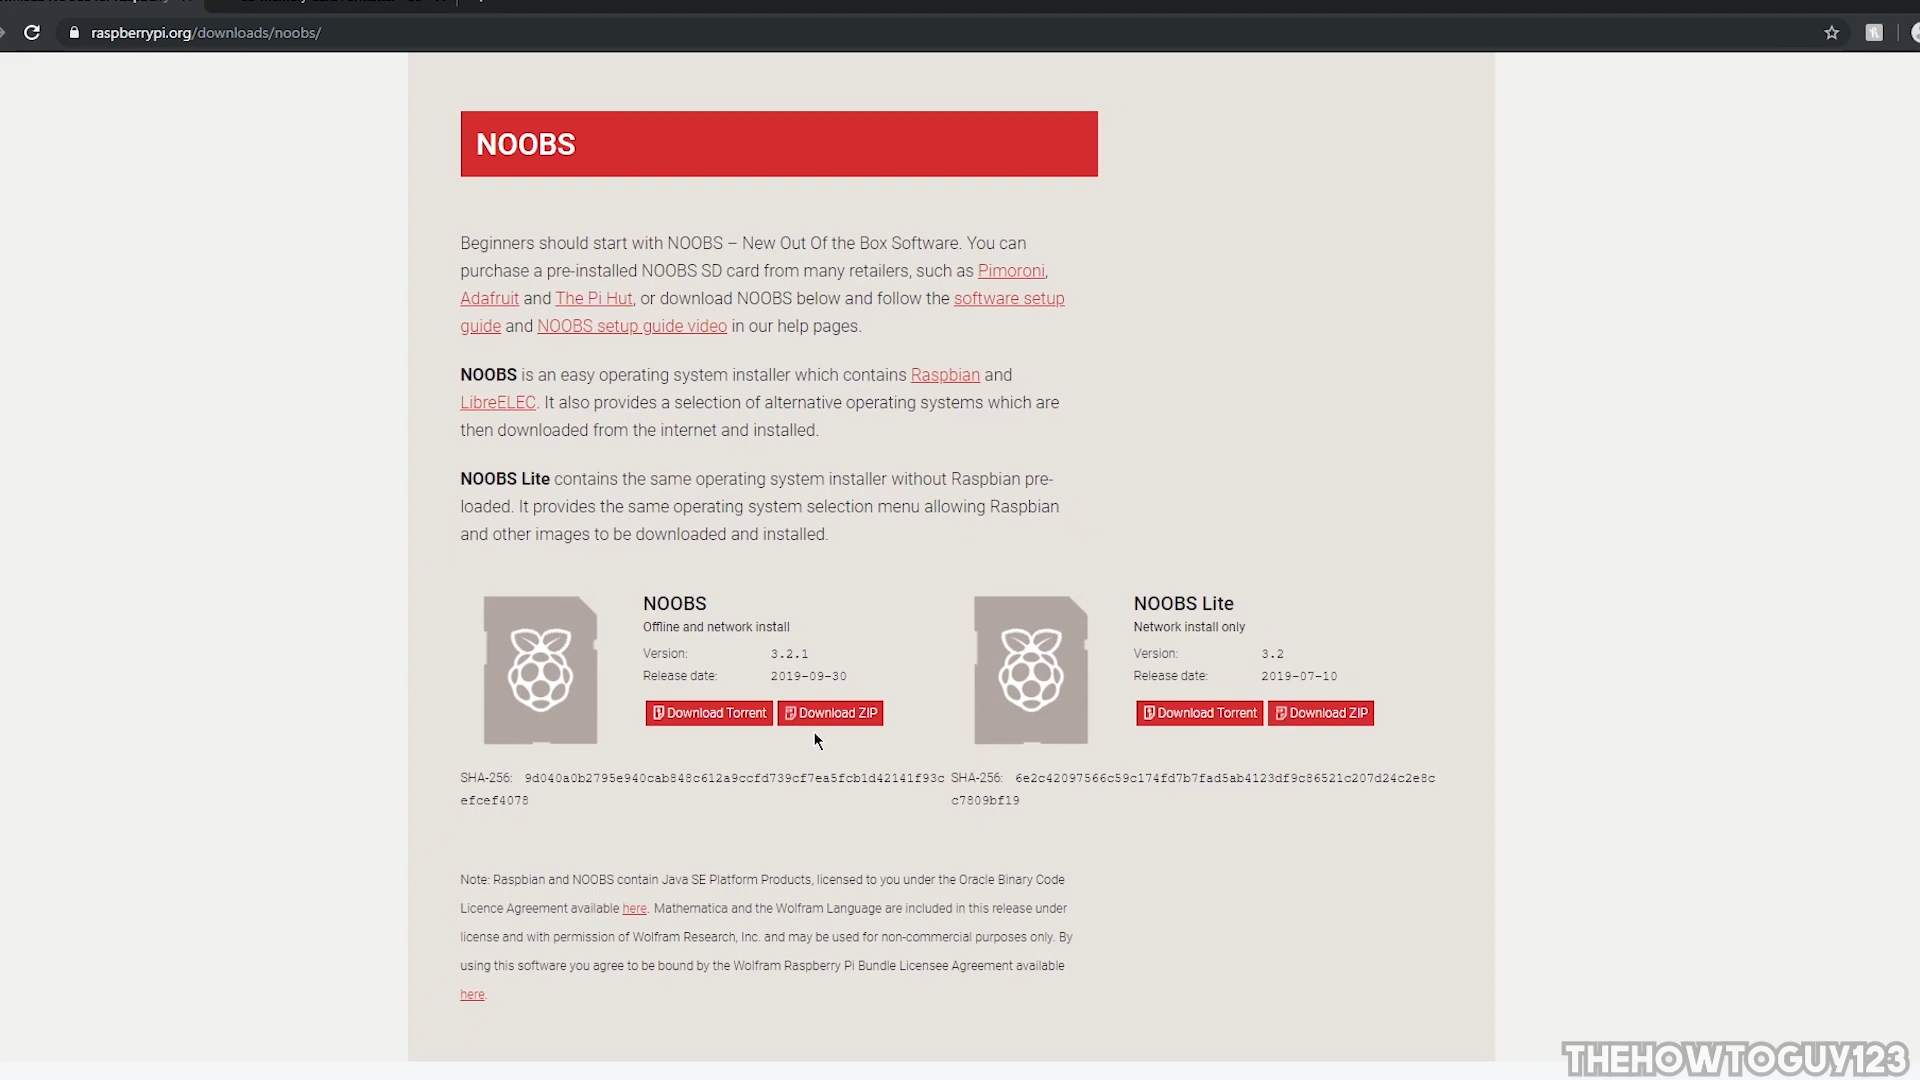 raspberrypi.org/downloads/noobs/
NOOBS
Beginners should start with NOOBS – New Out Of the Box Software. You can
purchase a pre-installed NOOBS SD card from many retailers, such as Pimoroni,
Adafruit and The Pi Hut, or download NOOBS below and follow the software setup
guide and NOOBS setup guide video in our help pages.
NOOBS is an easy operating system installer which contains Raspbian and
LibreELEC. It also provides a selection of alternative operating systems which are
then downloaded from the internet and installed.
NOOBS Lite contains the same operating system installer without Raspbian pre-
loaded. It provides the same operating system selection menu allowing Raspbian
and other images to be downloaded and installed.
NOOBS
Offline and network install
Version: 3.2.1
Release date: 2019-09-30
Download Torrent Download ZIP
SHA-256: 9d040a0b2795e940cab848c612a9ccfd739cf7ea5fcb1d42141f93c
efcef4078
NOOBS Lite
Network install only
Version: 3.2
Release date: 2019-07-10
Download Torrent Download ZIP
SHA-256: 6e2c42097566c59c174fd7b7fad5ab4123df9c86521c207d24c2e8c
c7809bf19
Note: Raspbian and NOOBS contain Java SE Platform Products, licensed to you under the Oracle Binary Code
Licence Agreement available here. Mathematica and the Wolfram Language are included in this release under
license and with permission of Wolfram Research, Inc. and may be used for non-commercial purposes only. By
using this software you agree to be bound by the Wolfram Raspberry Pi Bundle Licensee Agreement available
here.
THEHOWTOGUY123